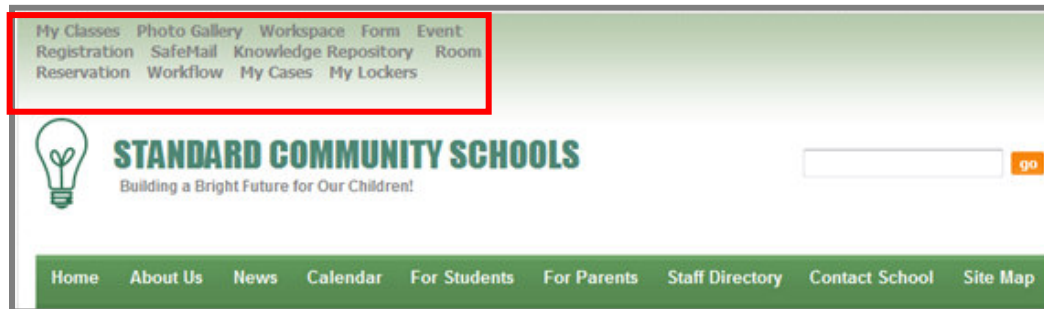 My Classes Photo Gallery Workspace Form Event
Registration SafeMail Knowledge Repository Room
Reservation Workflow My Cases My Lockers
STANDARD COMMUNITY SCHOOLS
Building a Bright Future for Our Children!
go
Home About Us News Calendar For Students For Parents Staff Directory Contact School Site Map